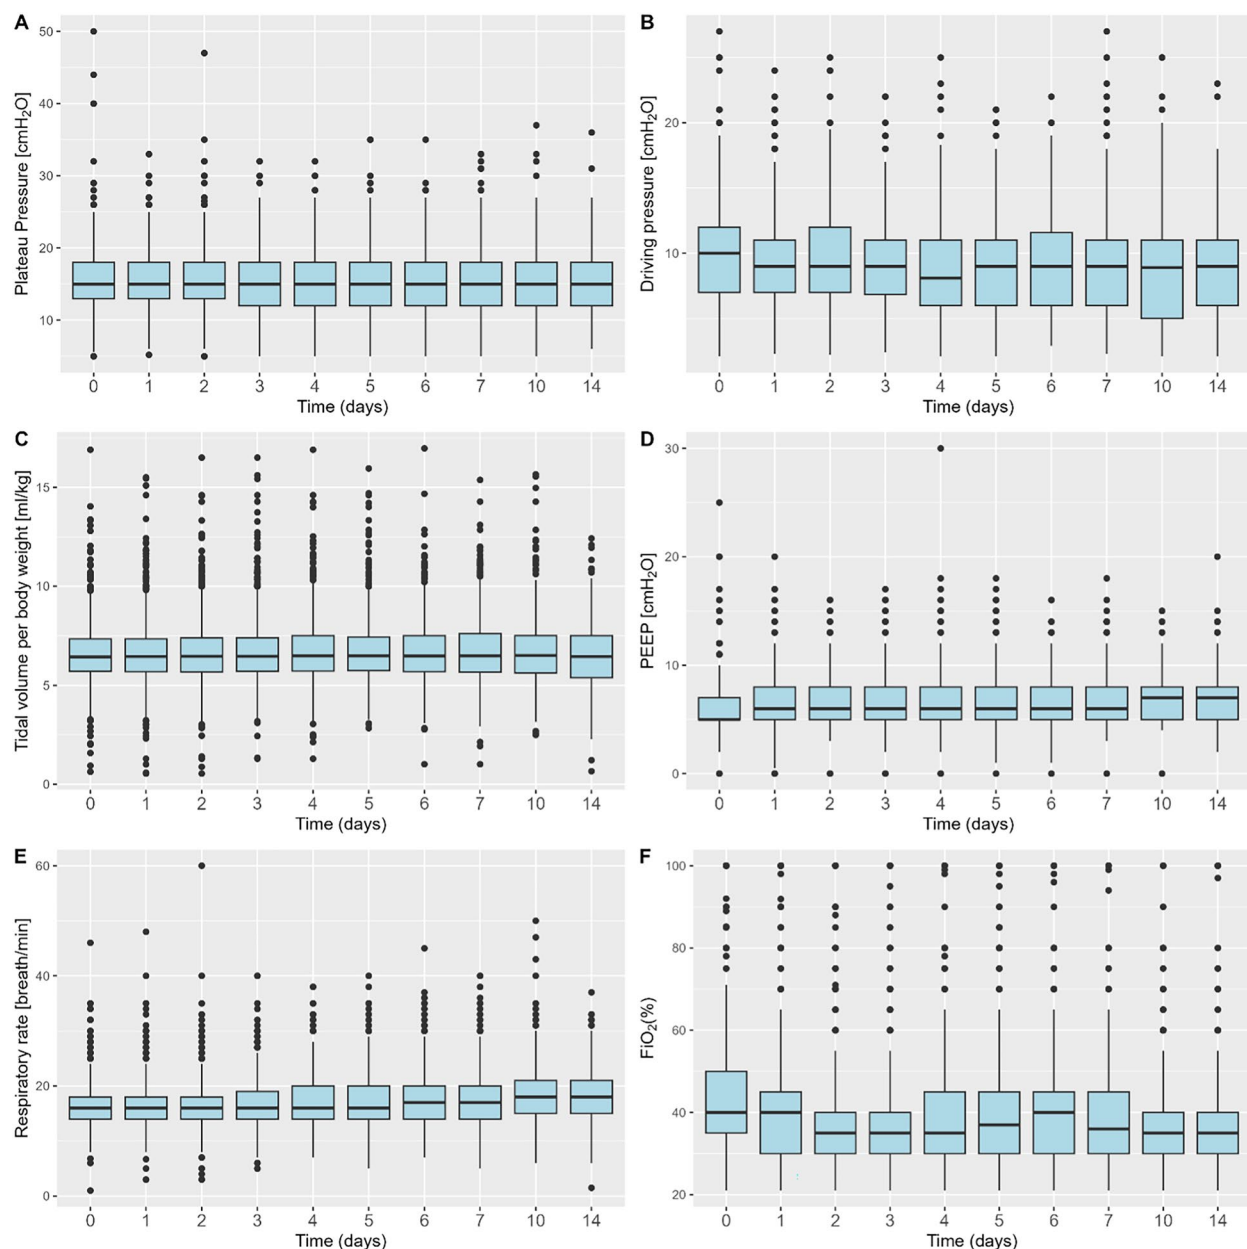 A
Plateau Pressure [cmH₂O]
50
40
30
20
10
0 1 2 3 4 5 6 7 10 14
Time (days)
B
Driving pressure [cmH₂O]
20
10
0 1 2 3 4 5 6 7 10 14
Time (days)
C
Tidal volume per body weight [ml/kg]
15
10
5
0
0 1 2 3 4 5 6 7 10 14
Time (days)
D
PEEP [cmH₂O]
30
20
10
0
0 1 2 3 4 5 6 7 10 14
Time (days)
E
Respiratory rate [breath/min]
60
40
20
0
0 1 2 3 4 5 6 7 10 14
Time (days)
F
FiO₂(%)
100
80
60
40
20
0 1 2 3 4 5 6 7 10 14
Time (days)